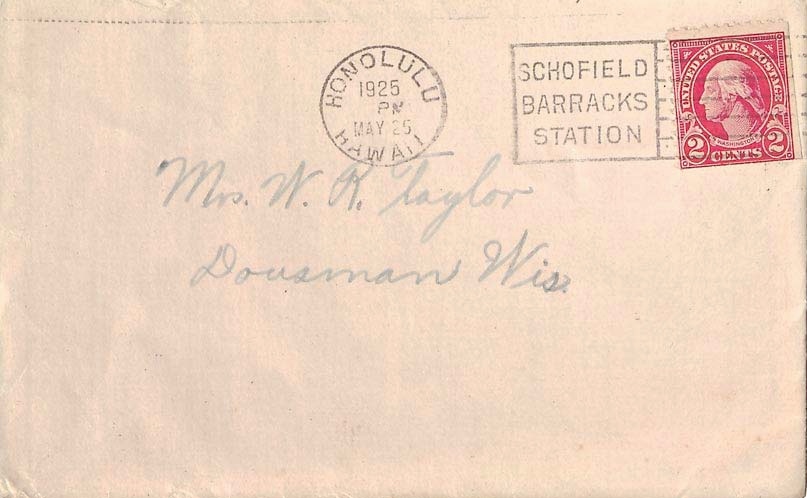 HONOLULU
1925
PM
MAY 25
HAWAII
SCHOFIELD
BARRACKS
STATION
UNITED STATES POSTAGE
WASHINGTON
2 CENTS 2
Mrs. W. R. Taylor
Dousman Wis.